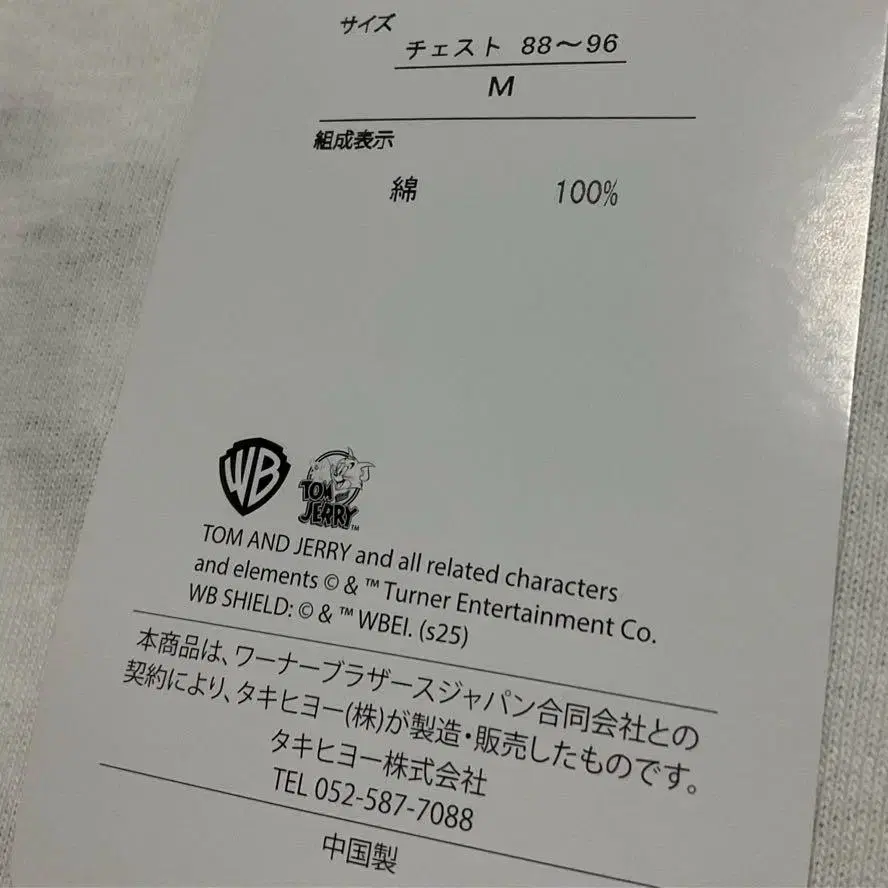 サイズ
チェスト 88～96
M
組成表示
綿 100%
WB
TOM AND JERRY™
TOM AND JERRY and all related characters
and elements © & ™ Turner Entertainment Co.
WB SHIELD: © & ™ WBEI. (s25)
本商品は、ワーナーブラザースジャパン合同会社との
契約により、タキヒヨー(株)が製造・販売したものです。
タキヒヨー株式会社
TEL 052-587-7088
中国製